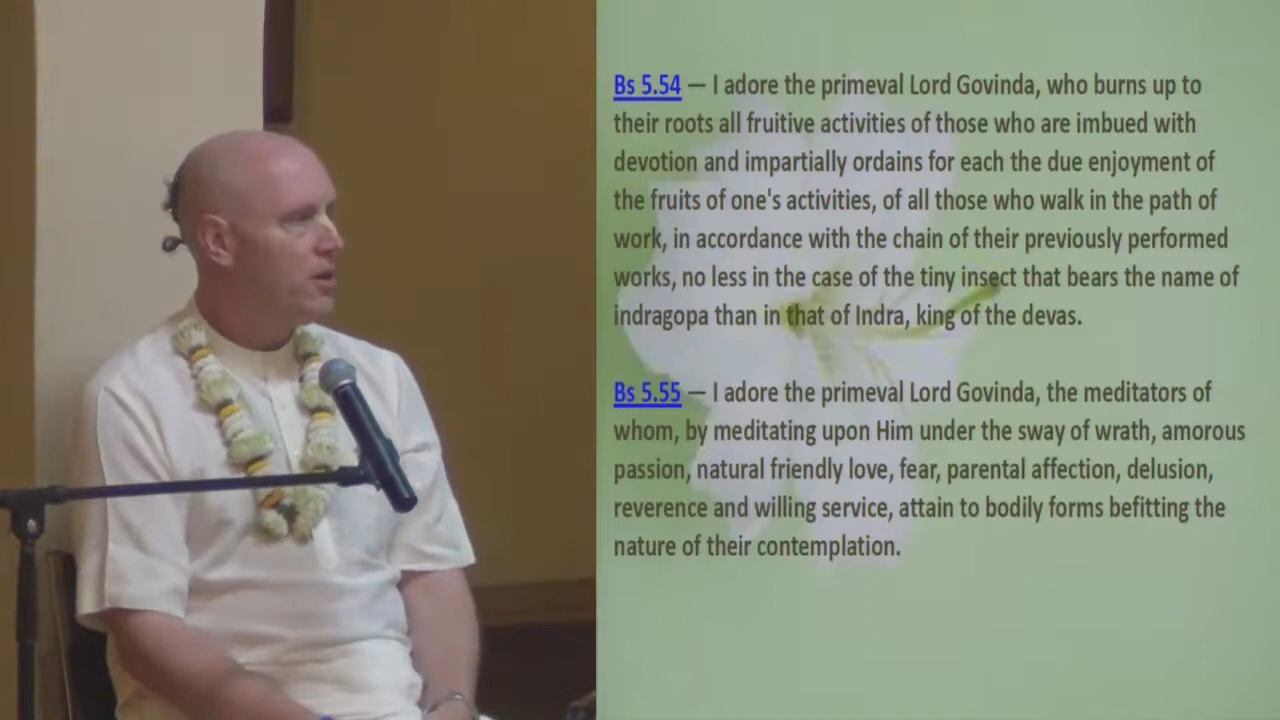 Bs 5.54 — I adore the primeval Lord Govinda, who burns up to
their roots all fruitive activities of those who are imbued with
devotion and impartially ordains for each the due enjoyment of
the fruits of one's activities, of all those who walk in the path of
work, in accordance with the chain of their previously performed
works, no less in the case of the tiny insect that bears the name of
indragopa than in that of Indra, king of the devas.
Bs 5.55 — I adore the primeval Lord Govinda, the meditators of
whom, by meditating upon Him under the sway of wrath, amorous
passion, natural friendly love, fear, parental affection, delusion,
reverence and willing service, attain to bodily forms befitting the
nature of their contemplation.